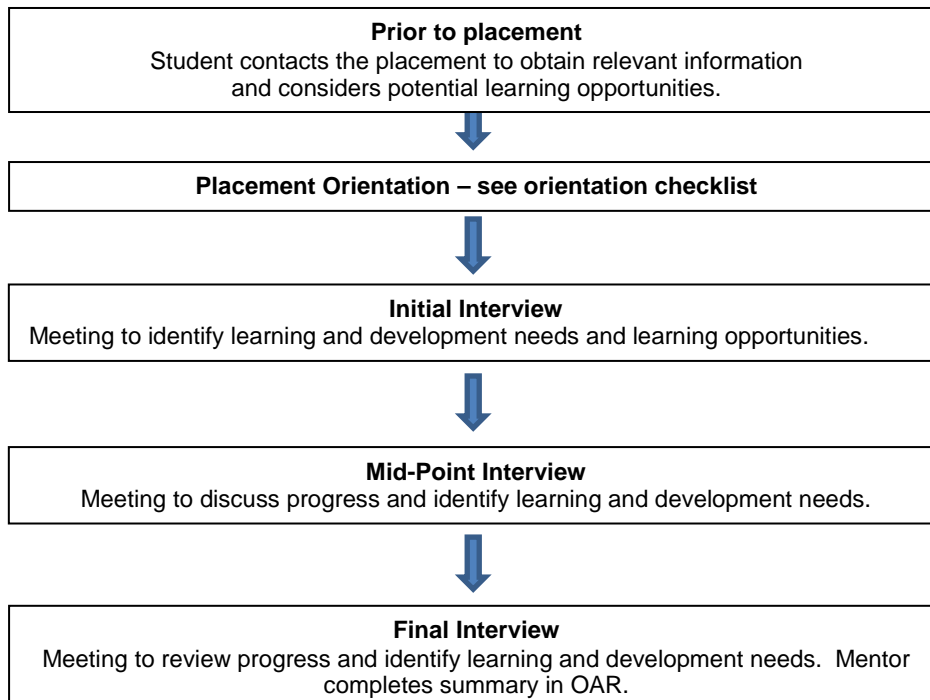 Prior to placement
Student contacts the placement to obtain relevant information
and considers potential learning opportunities.
Placement Orientation – see orientation checklist
Initial Interview
Meeting to identify learning and development needs and learning opportunities.
Mid-Point Interview
Meeting to discuss progress and identify learning and development needs.
Final Interview
Meeting to review progress and identify learning and development needs.  Mentor
completes summary in OAR.